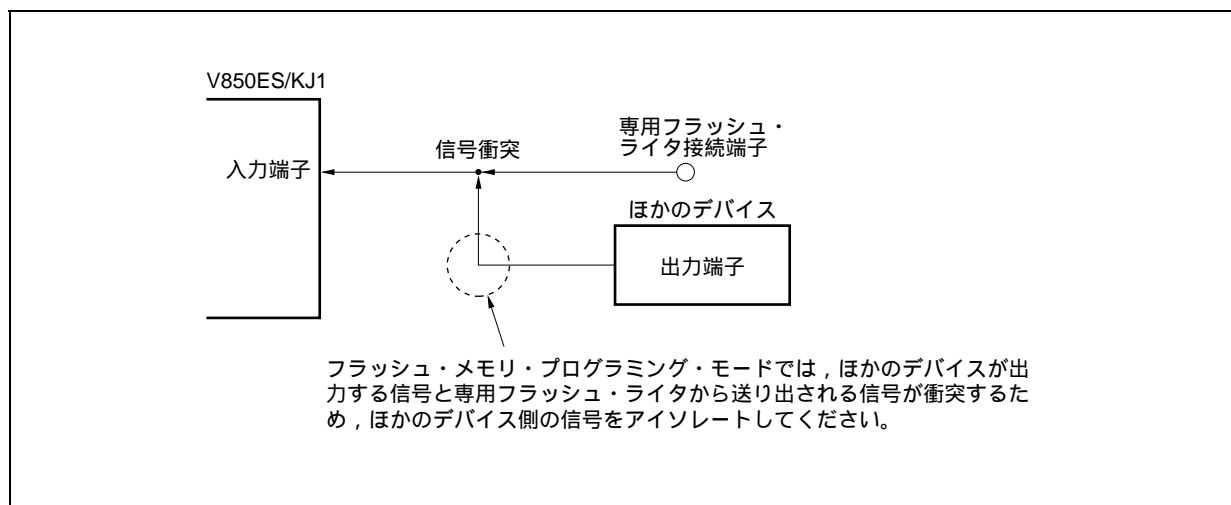 V850ES/KJ1
入力端子
信号衝突
専用フラッシュ・
ライタ接続端子
ほかのデバイス
出力端子
フラッシュ・メモリ・プログラミング・モードでは，ほかのデバイスが出
力する信号と専用フラッシュ・ライタから送り出される信号が衝突するた
め，ほかのデバイス側の信号をアイソレートしてください。